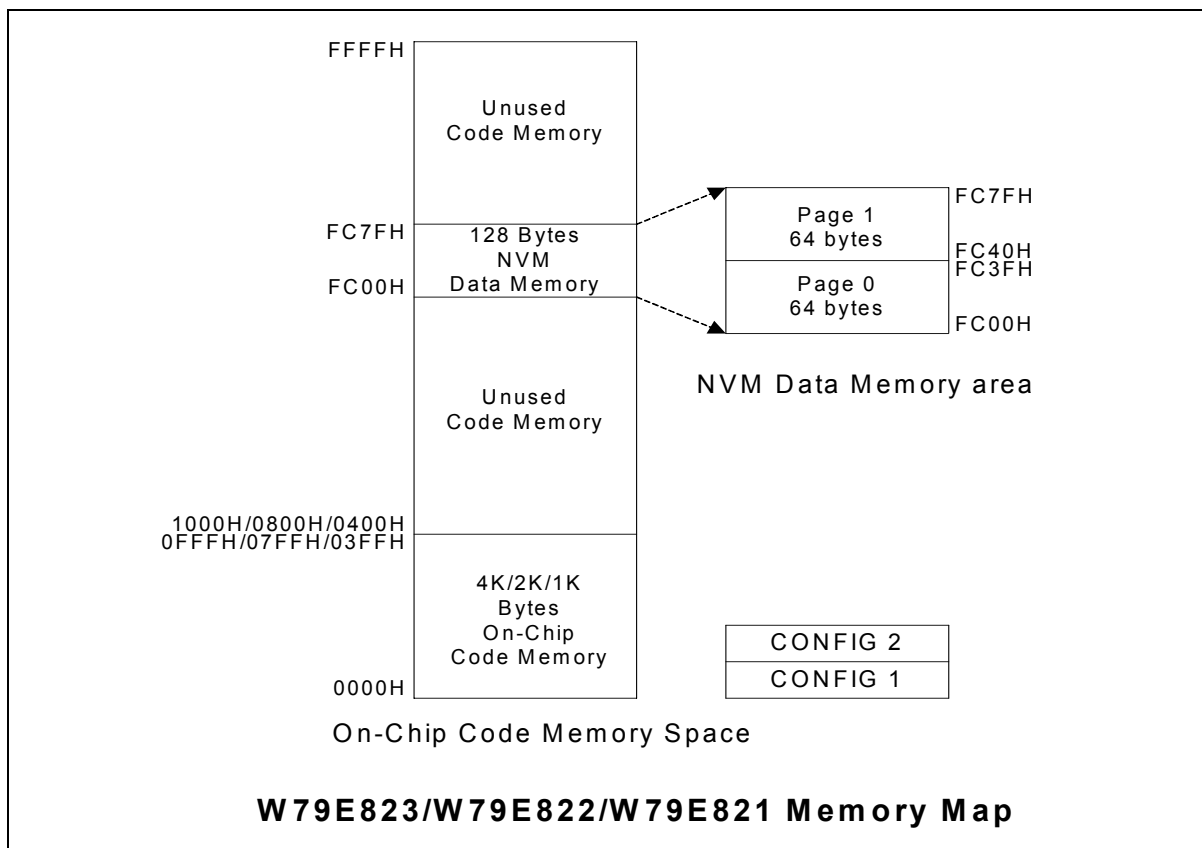 FFFFH
Unused
Code Memory
FC7FH
128 Bytes
NVM
Data Memory
FC00H
Unused
Code Memory
1000H/0800H/0400H
0FFFH/07FFH/03FFH
4K/2K/1K
Bytes
On-Chip
Code Memory
0000H
On-Chip Code Memory Space
FC7FH
Page 1
64 bytes
FC40H
FC3FH
Page 0
64 bytes
FC00H
NVM Data Memory area
CONFIG 2
CONFIG 1
W79E823/W79E822/W79E821 Memory Map